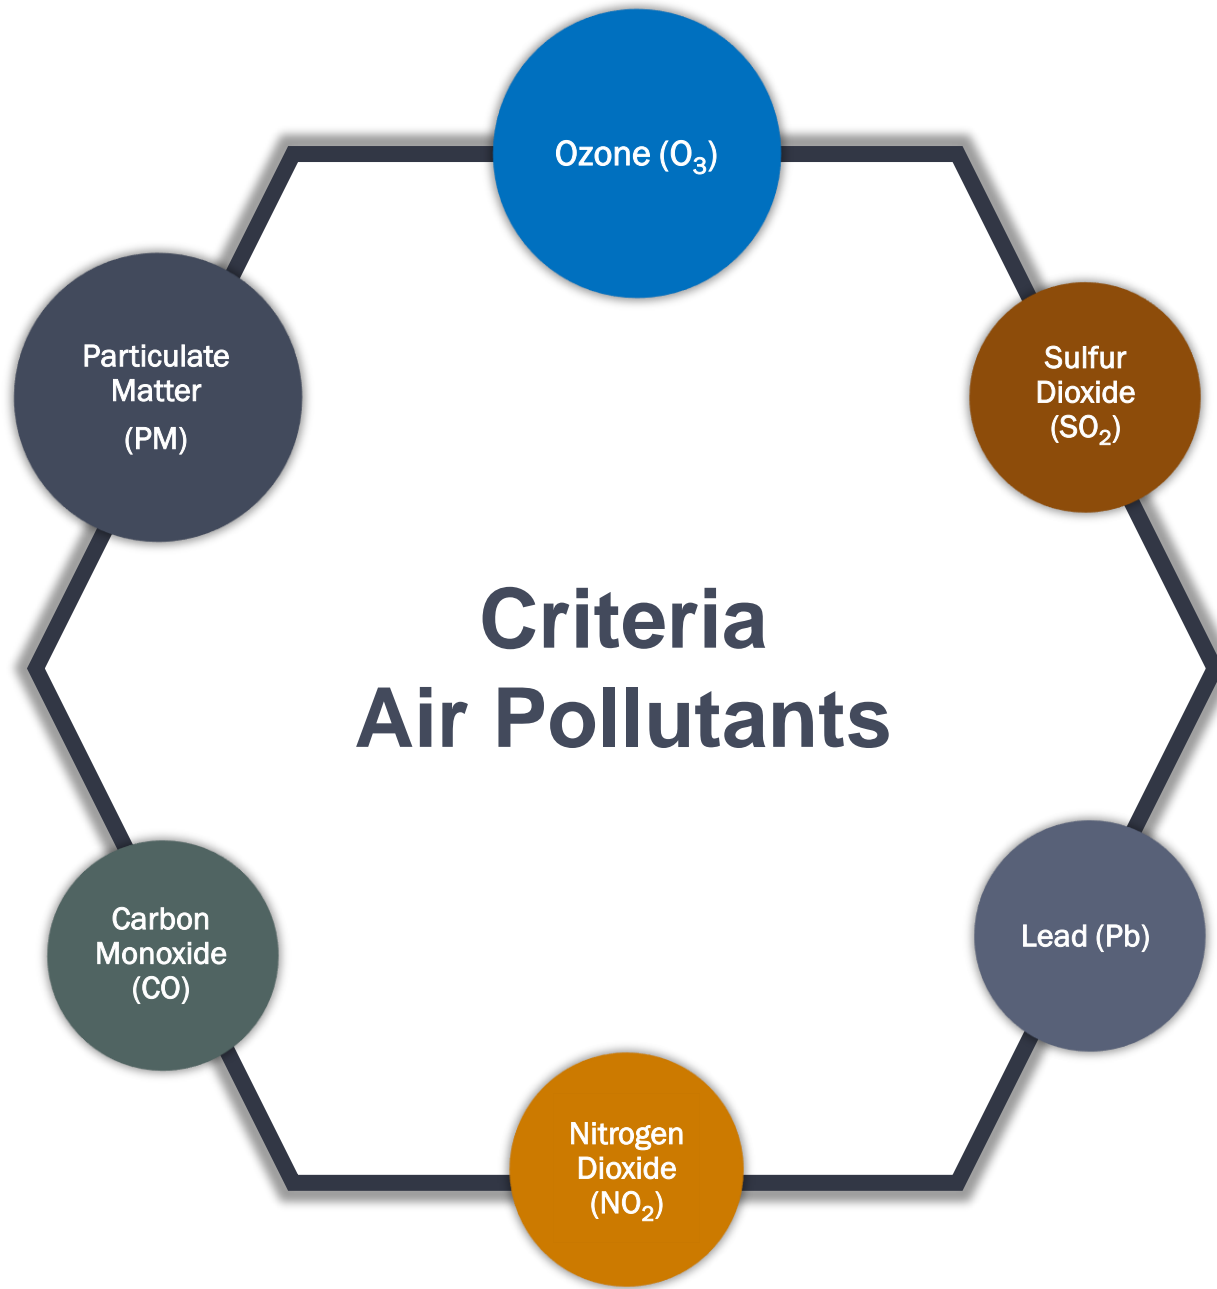 Ozone (O₃)
Particulate
Matter
(PM)
Sulfur
Dioxide
(SO₂)
Criteria
Air Pollutants
Carbon
Monoxide
(CO)
Lead (Pb)
Nitrogen
Dioxide
(NO₂)